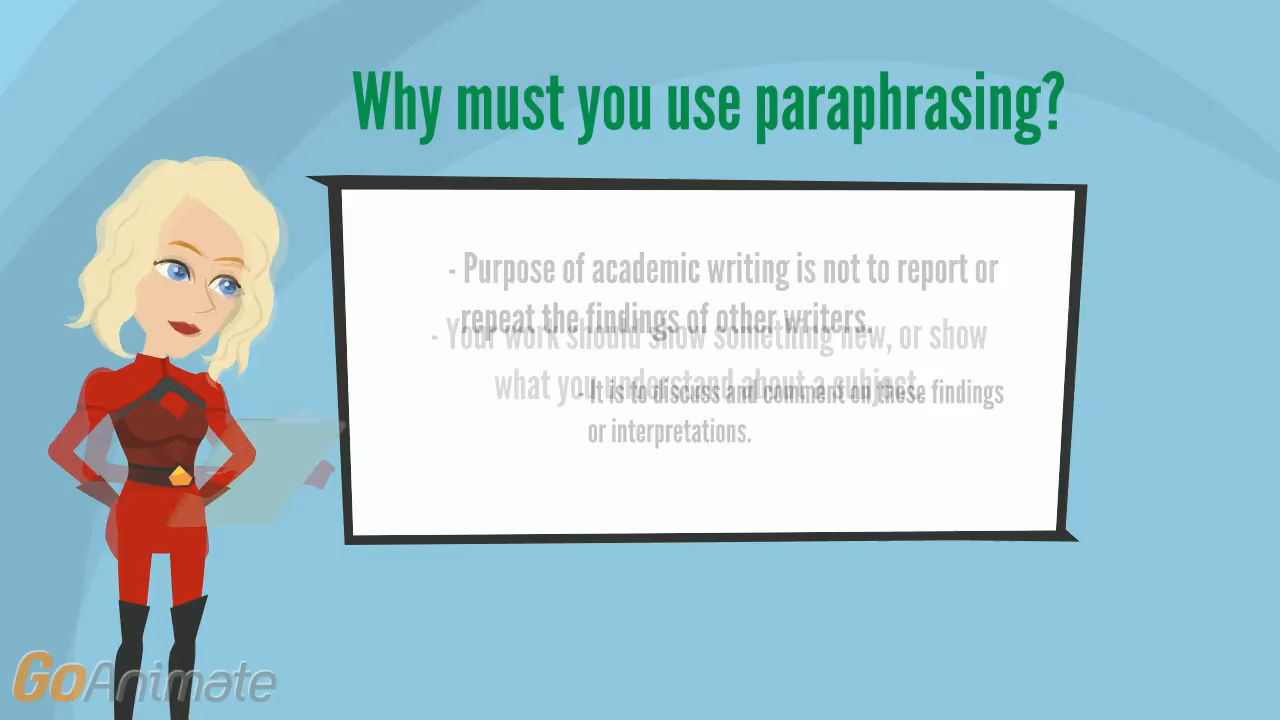 Why must you use paraphrasing?
- Purpose of academic writing is not to report or
repeat the findings of other writers.
- Your work should show something new, or show
what you understand about a subject.
- It is to discuss and comment on these findings
or interpretations.
GoAnimate